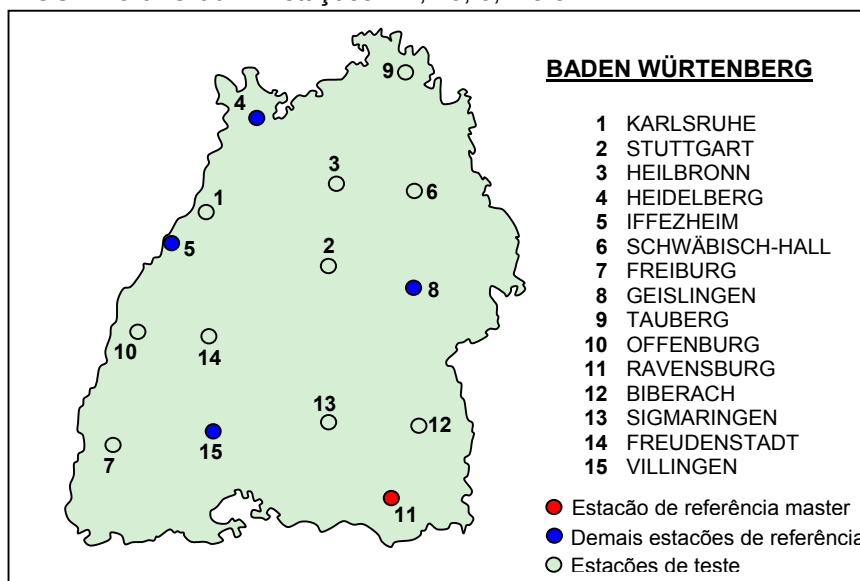 BADEN WÜRTENBERG
1 KARLSRUHE
2 STUTTGART
3 HEILBRONN
4 HEIDELBERG
5 IFFEZHEIM
6 SCHWÄBISCH-HALL
7 FREIBURG
8 GEISLINGEN
9 TAUBERG
10 OFFENBURG
11 RAVENSBURG
12 BIBERACH
13 SIGMARINGEN
14 FREUDENSTADT
15 VILLINGEN
Estacão de referência master
Demais estacões de referência
Estações de teste
9
4
3
6
1
5
2
8
10
14
13
12
15
7
11